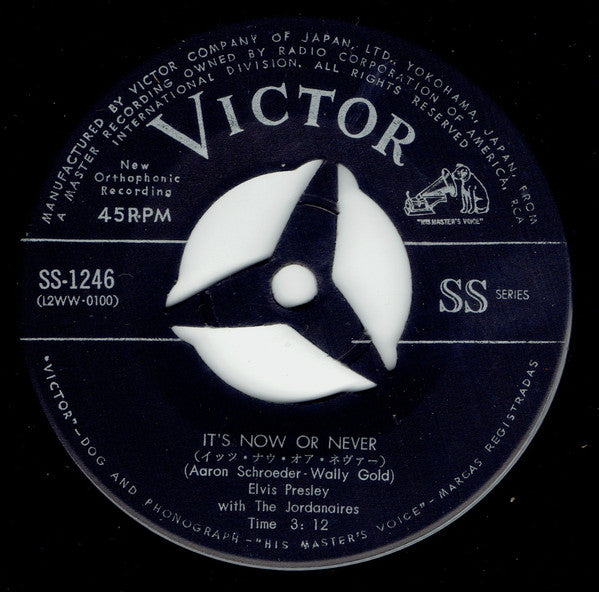 MANUFACTURED BY VICTOR COMPANY OF JAPAN, LTD., YOKOHAMA, JAPAN, FROM
A MASTER RECORDING OWNED BY RADIO CORPORATION OF AMERICA, RCA
INTERNATIONAL DIVISION. ALL RIGHTS RESERVED
VICTOR
New
Orthophonic
Recording
45RPM
"HIS MASTER'S VOICE"
SS-1246
(L2WW-0100)
SS SERIES
IT'S NOW OR NEVER
(イッツ・ナウ・オア・ネヴァー)
(Aaron Schroeder-Wally Gold)
Elvis Presley
with The Jordanaires
Time 3: 12
"VICTOR"-DOG AND PHONOGRAPH-"HIS MASTER'S VOICE"-MARCAS REGISTRADAS